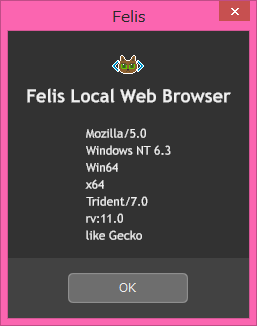 Felis
Felis Local Web Browser
Mozilla/5.0
Windows NT 6.3
Win64
x64
Trident/7.0
rv:11.0
like Gecko
OK